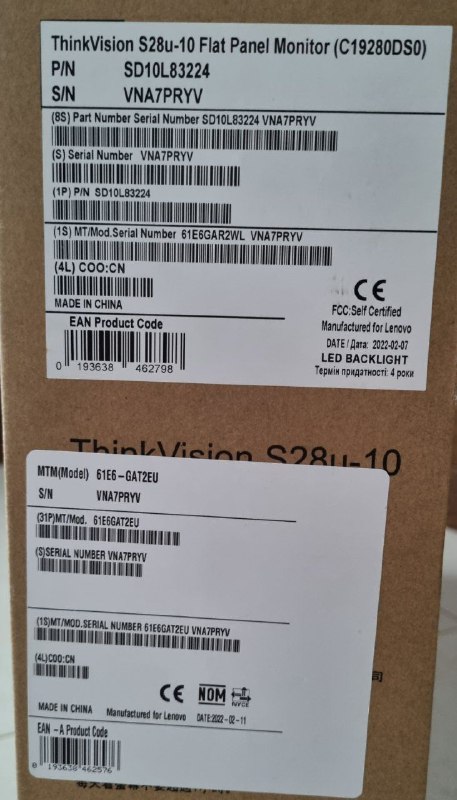 ThinkVision S28u-10 Flat Panel Monitor (C19280DS0)
P/N SD10L83224
S/N VNA7PRYV
(8S) Part Number Serial Number SD10L83224 VNA7PRYV
(S) Serial Number VNA7PRYV
(1P) P/N SD10L83224
(1S) MT/Mod.Serial Number 61E6GAR2WL VNA7PRYV
(4L) COO:CN
MADE IN CHINA
CE
FCC:Self Certified
Manufactured for Lenovo
DATE / Дата: 2022-02-07
LED BACKLIGHT
Термін придатності: 4 роки
EAN Product Code
0 193638 462798
ThinkVision S28u-10
MTM(Model) 61E6-GAT2EU
S/N VNA7PRYV
(31P)MT/Mod. 61E6GAT2EU
(S)SERIAL NUMBER VNA7PRYV
(1S)MT/MOD.SERIAL NUMBER 61E6GAT2EU VNA7PRYV
(4L)COO:CN
CE NOM NYCE
MADE IN CHINA Manufactured for Lenovo DATE:2022-02-11
EAN -A Product Code
0 193638 462576